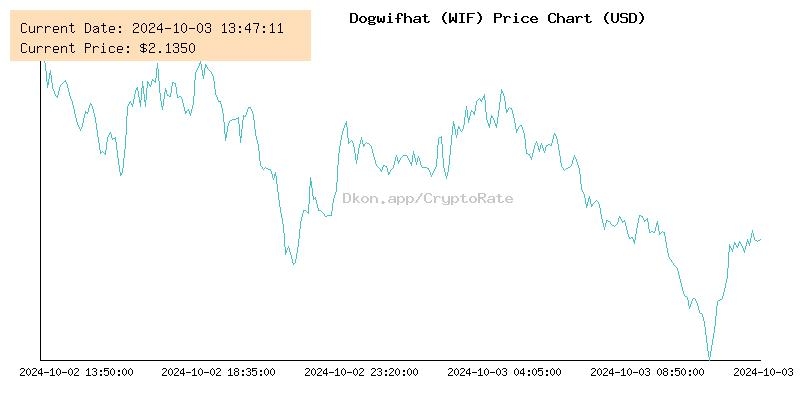 Dogwifhat (WIF) Price Chart (USD)
Current Date: 2024-10-03 13:47:11
Current Price: $2.1350
Dkon.app/CryptoRate
2024-10-02 13:50:00
2024-10-02 18:35:00
2024-10-02 23:20:00
2024-10-03 04:05:00
2024-10-03 08:50:00
2024-10-03